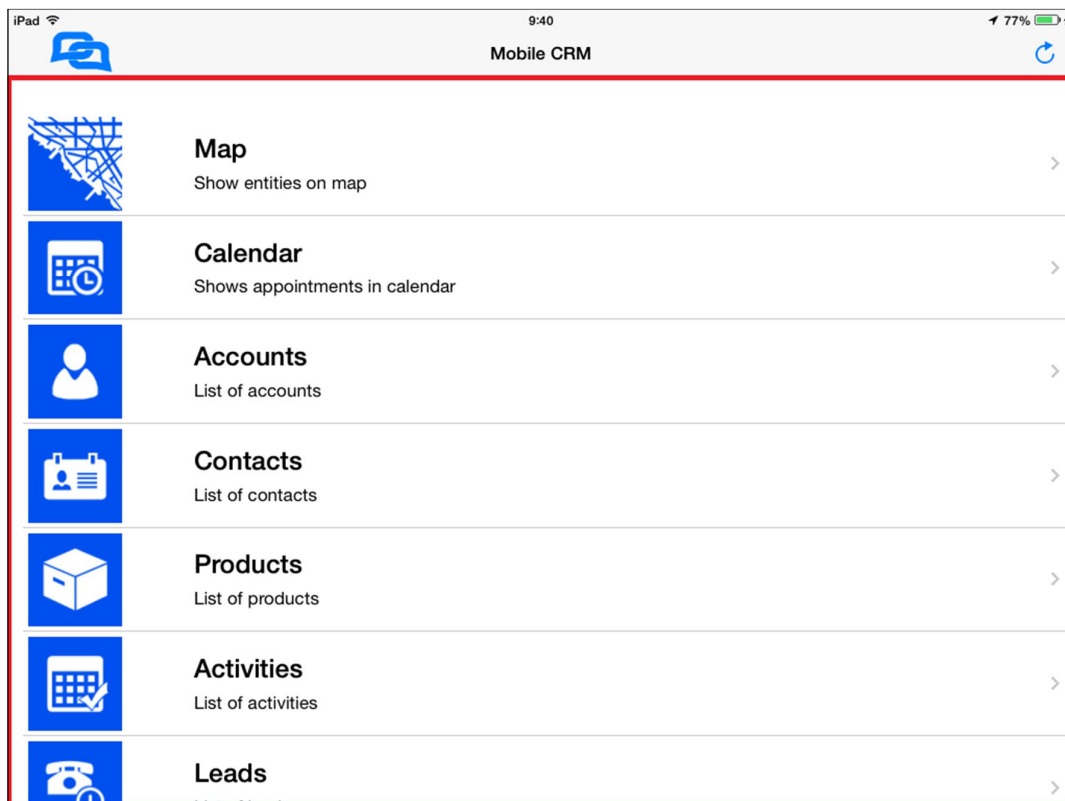 iPad 9:40 77%
Mobile CRM
Map
Show entities on map
Calendar
Shows appointments in calendar
Accounts
List of accounts
Contacts
List of contacts
Products
List of products
Activities
List of activities
Leads